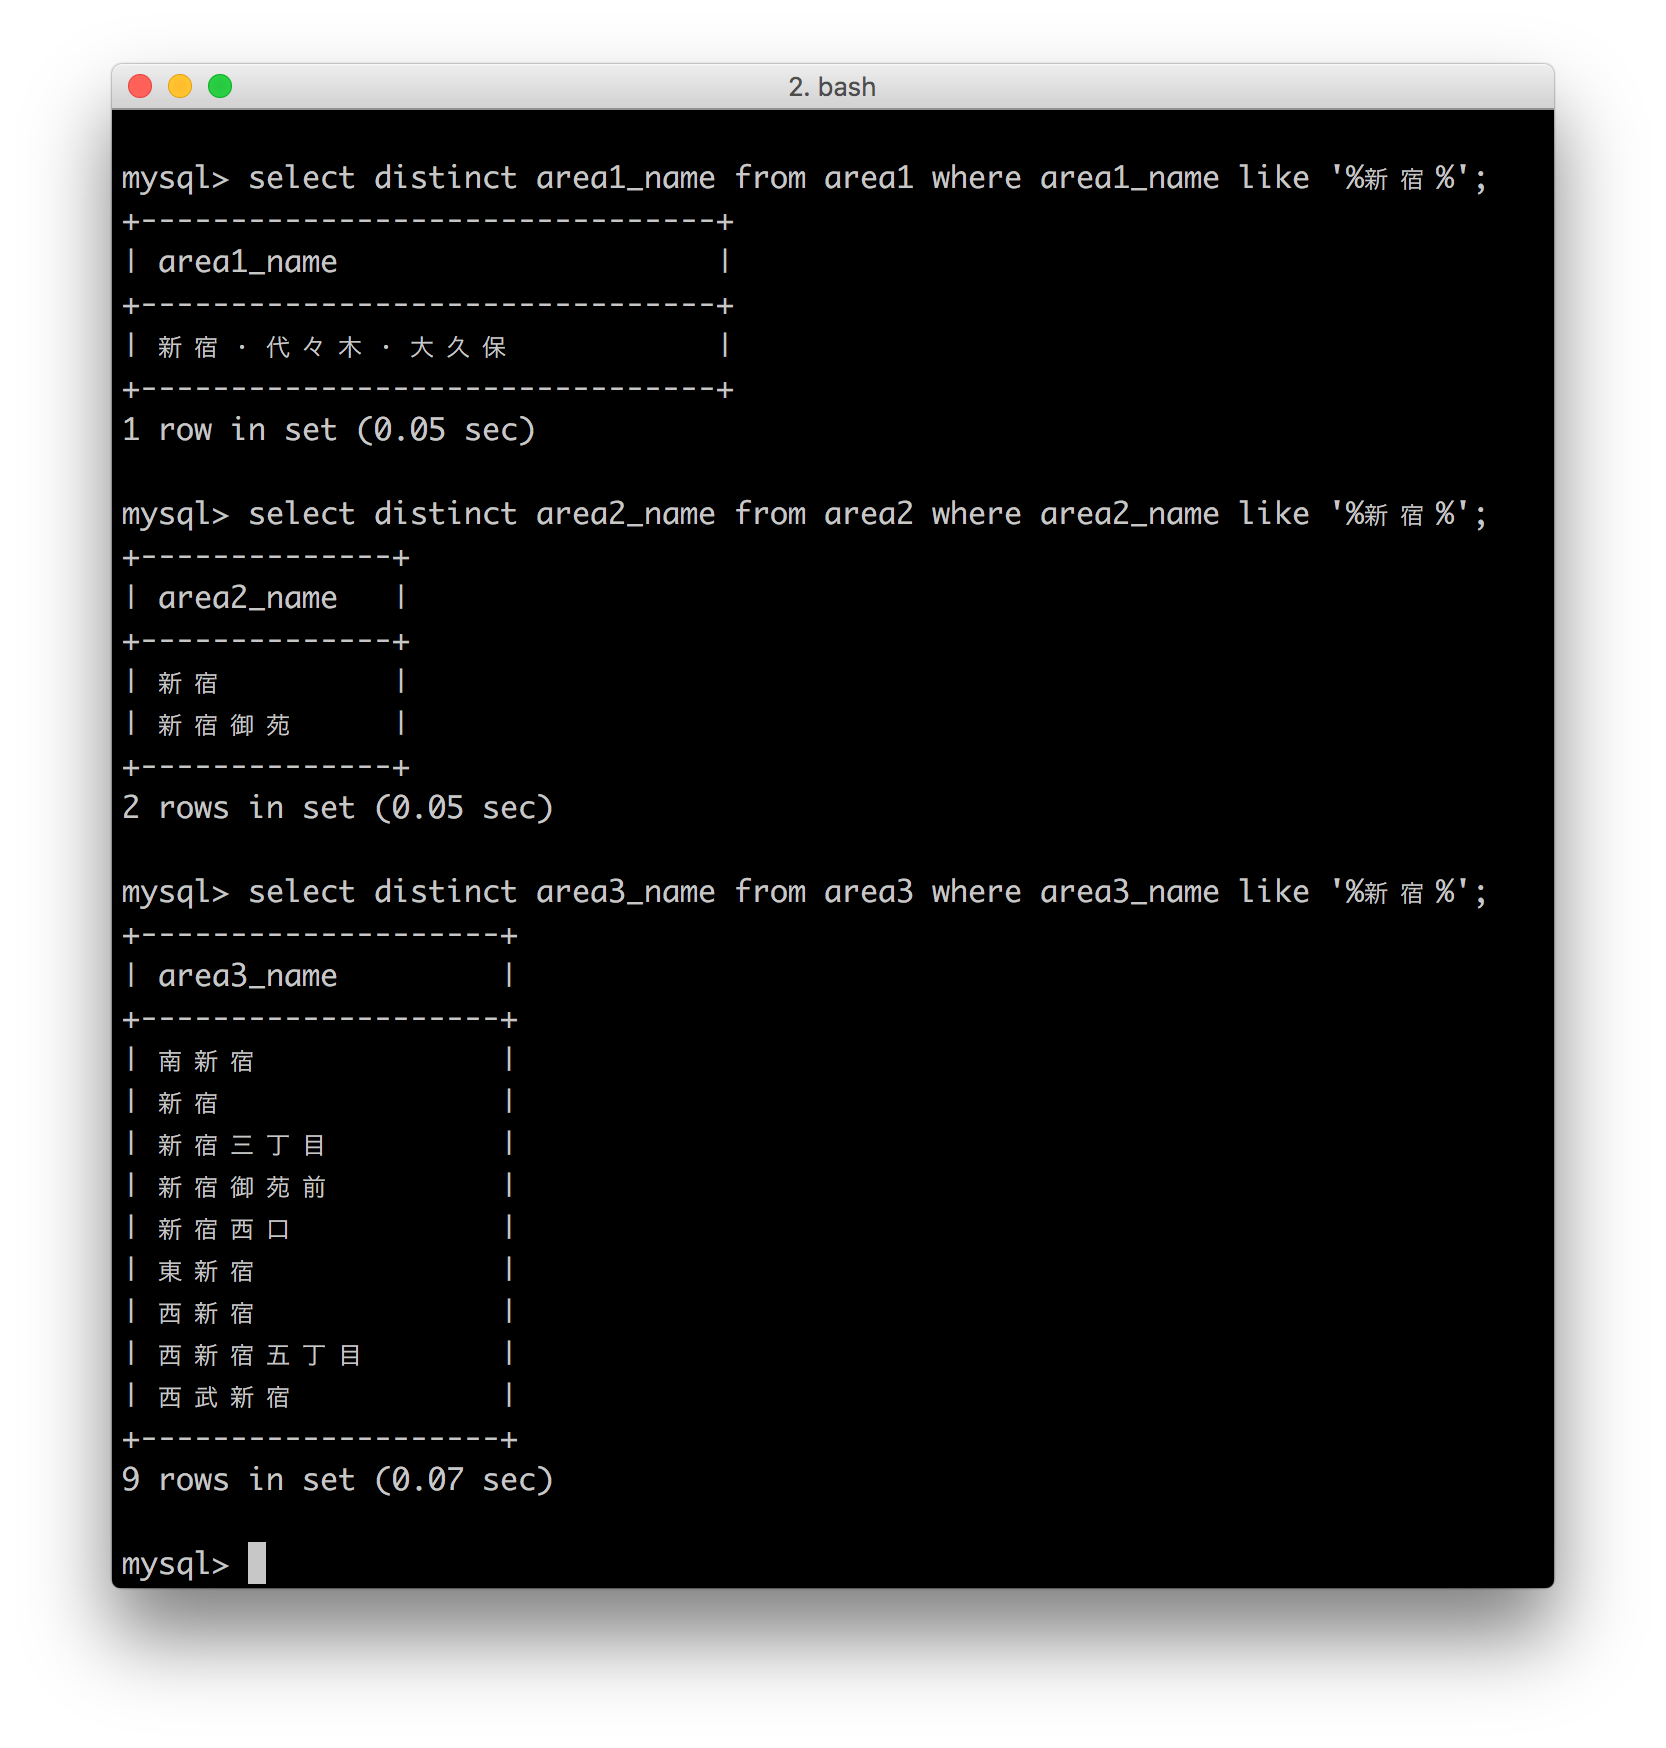 2. bash
mysql> select distinct area1_name from area1 where area1_name like '%新宿%';
+--------------------------------+
| area1_name                     |
+--------------------------------+
| 新宿・代々木・大久保            |
+--------------------------------+
1 row in set (0.05 sec)
mysql> select distinct area2_name from area2 where area2_name like '%新宿%';
+--------------+
| area2_name   |
+--------------+
| 新宿          |
| 新宿御苑      |
+--------------+
2 rows in set (0.05 sec)
mysql> select distinct area3_name from area3 where area3_name like '%新宿%';
+--------------------+
| area3_name         |
+--------------------+
| 南新宿              |
| 新宿                |
| 新宿三丁目          |
| 新宿御苑前          |
| 新宿西口            |
| 東新宿              |
| 西新宿              |
| 西新宿五丁目        |
| 西武新宿            |
+--------------------+
9 rows in set (0.07 sec)
mysql>